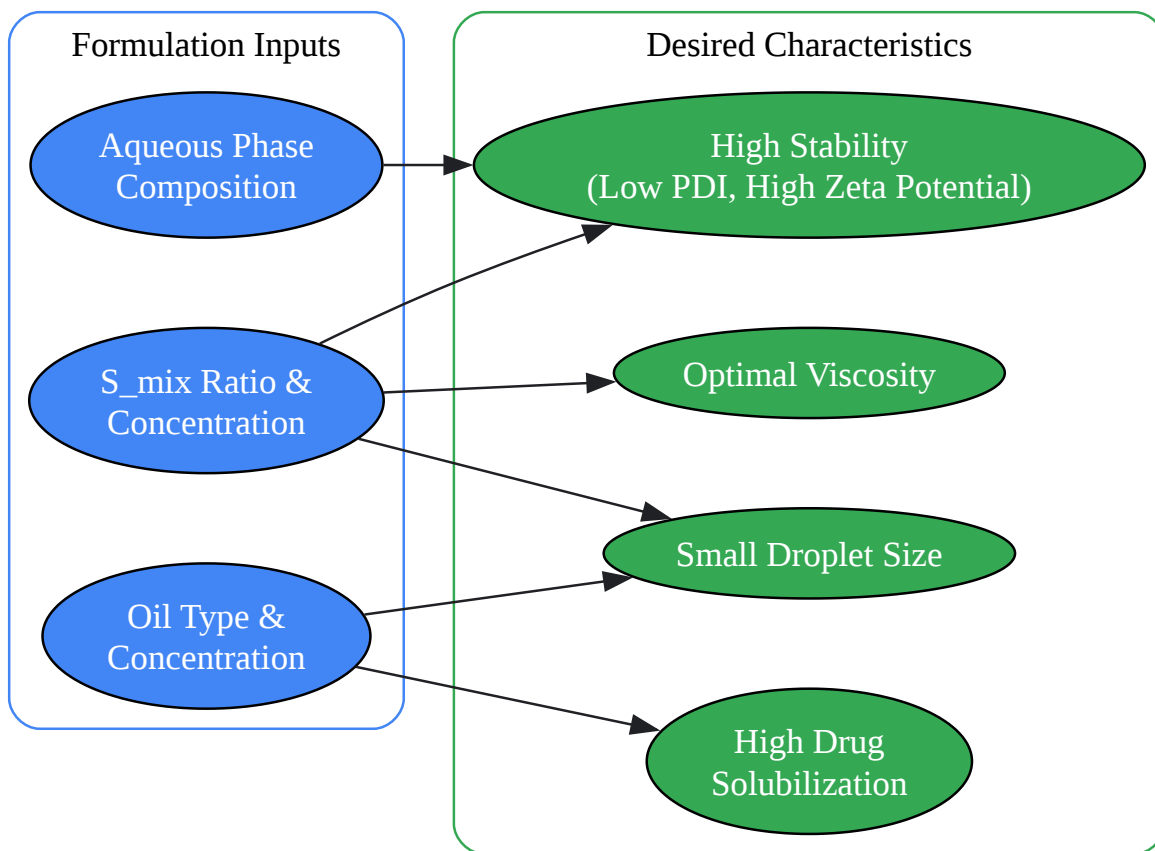 Formulation Inputs
Aqueous Phase
Composition
S_mix Ratio &
Concentration
Oil Type &
Concentration
Desired Characteristics
High Stability
(Low PDI, High Zeta Potential)
Optimal Viscosity
Small Droplet Size
High Drug
Solubilization